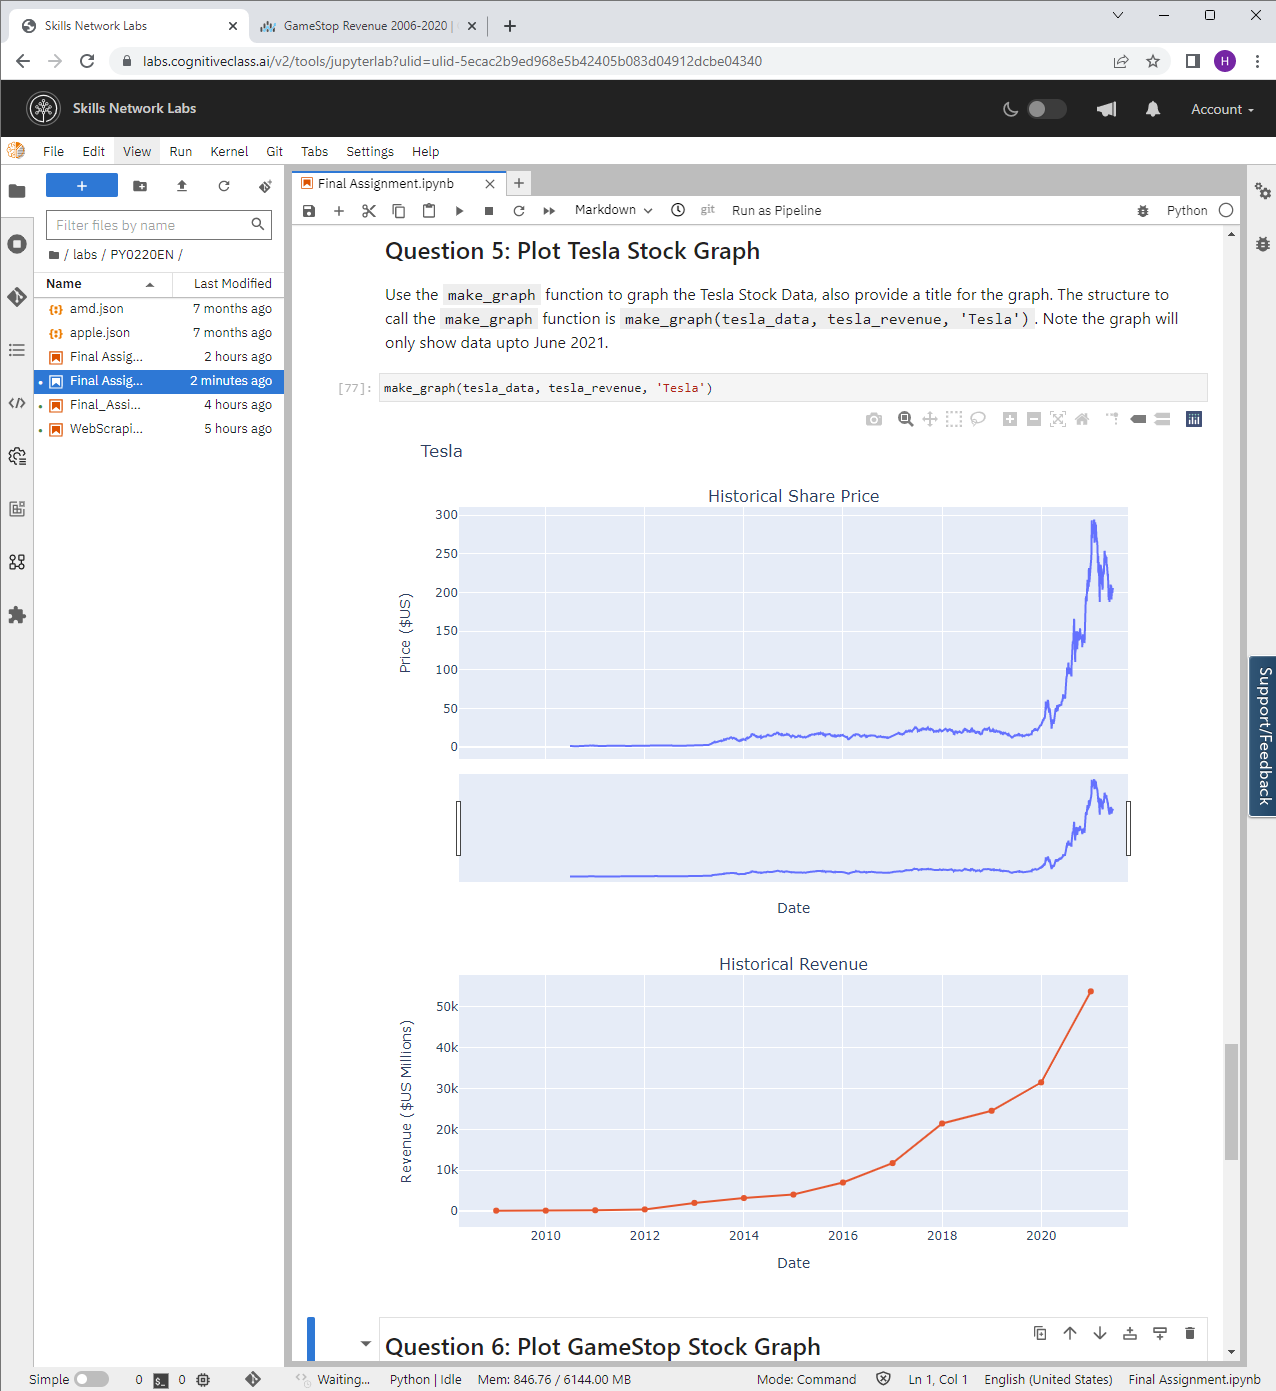 Skills Network Labs
GameStop Revenue 2006-2020 |
labs.cognitiveclass.ai/v2/tools/jupyterlab?ulid=ulid-5ecac2b9ed968e5b42405b083d04912dcbe04340
H
Skills Network Labs
Account
File Edit View Run Kernel Git Tabs Settings Help
Final Assignment.ipynb
Markdown
git
Run as Pipeline
Python
Filter files by name
/ labs / PY0220EN /
Name Last Modified
amd.json 7 months ago
apple.json 7 months ago
Final Assig... 2 hours ago
Final Assig... 2 minutes ago
Final_Assi... 4 hours ago
WebScrapi... 5 hours ago
Question 5: Plot Tesla Stock Graph
Use the make_graph function to graph the Tesla Stock Data, also provide a title for the graph. The structure to
call the make_graph function is make_graph(tesla_data, tesla_revenue, 'Tesla'). Note the graph will
only show data upto June 2021.
[77]: make_graph(tesla_data, tesla_revenue, 'Tesla')
Tesla
Historical Share Price
300
250
200
150
100
50
0
Price ($US)
Date
Historical Revenue
50k
40k
30k
20k
10k
0
Revenue ($US Millions)
2010 2012 2014 2016 2018 2020
Date
Support/Feedback
Question 6: Plot GameStop Stock Graph
Simple 0 $_ 0 Waiting... Python | Idle Mem: 846.76 / 6144.00 MB Mode: Command Ln 1, Col 1 English (United States) Final Assignment.ipynb